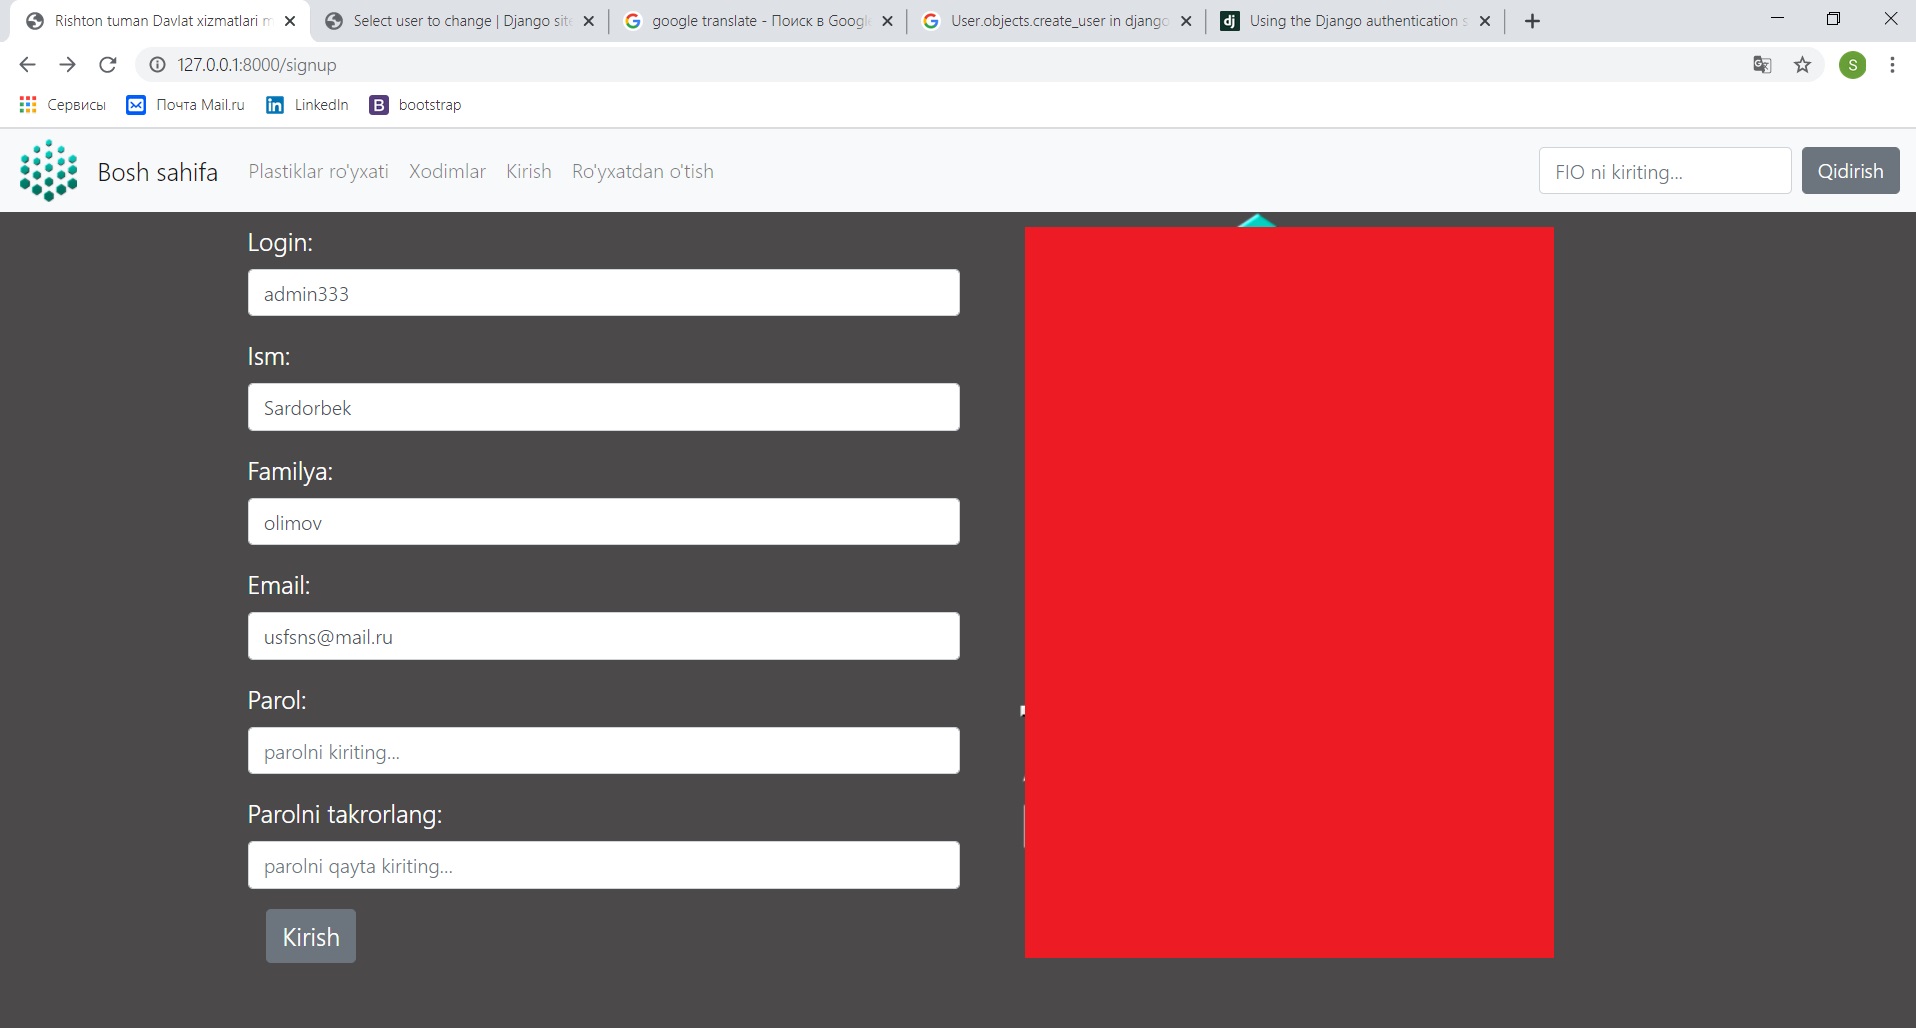 Rishton tuman Davlat xizmatlari
Select user to change | Django site
google translate - Поиск в Google
User.objects.create_user in django
Using the Django authentication
127.0.0.1:8000/signup
S
Сервисы
Почта Mail.ru
LinkedIn
B bootstrap
Bosh sahifa
Plastiklar ro'yxati
Xodimlar
Kirish
Ro'yxatdan o'tish
FIO ni kiriting...
Qidirish
Login:
admin333
Ism:
Sardorbek
Familya:
olimov
Email:
usfsns@mail.ru
Parol:
parolni kiriting...
Parolni takrorlang:
parolni qayta kiriting...
Kirish